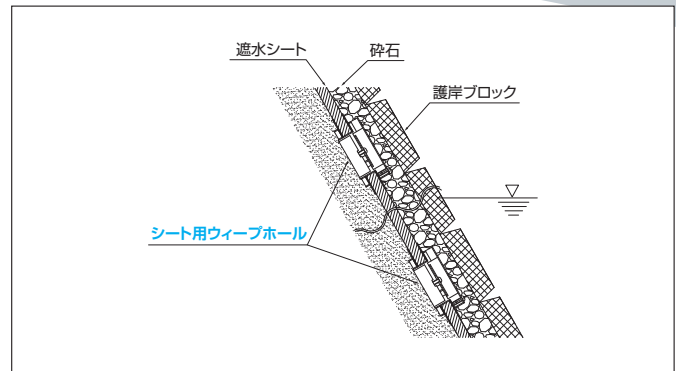 遮水シート
砕石
護岸ブロック
シート用ウィープホール